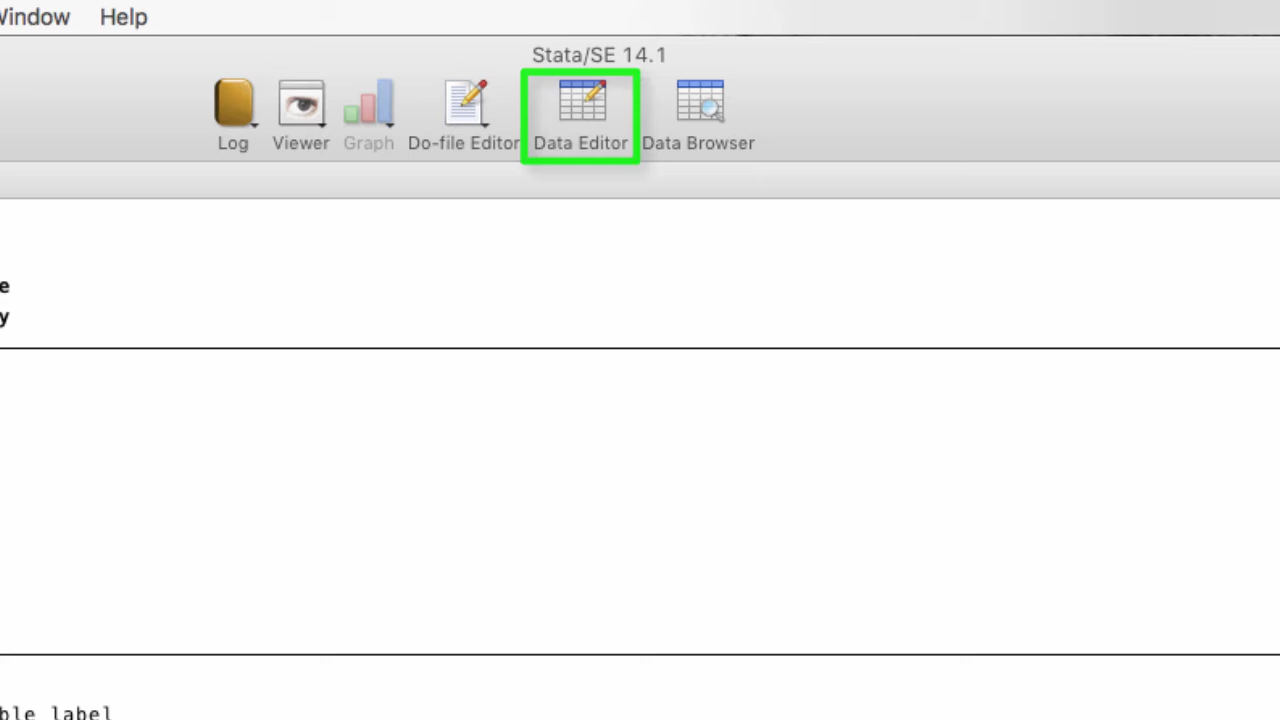 Window Help
Stata/SE 14.1
Log Viewer Graph Do-file Editor Data Editor Data Browser
e
y
ble label